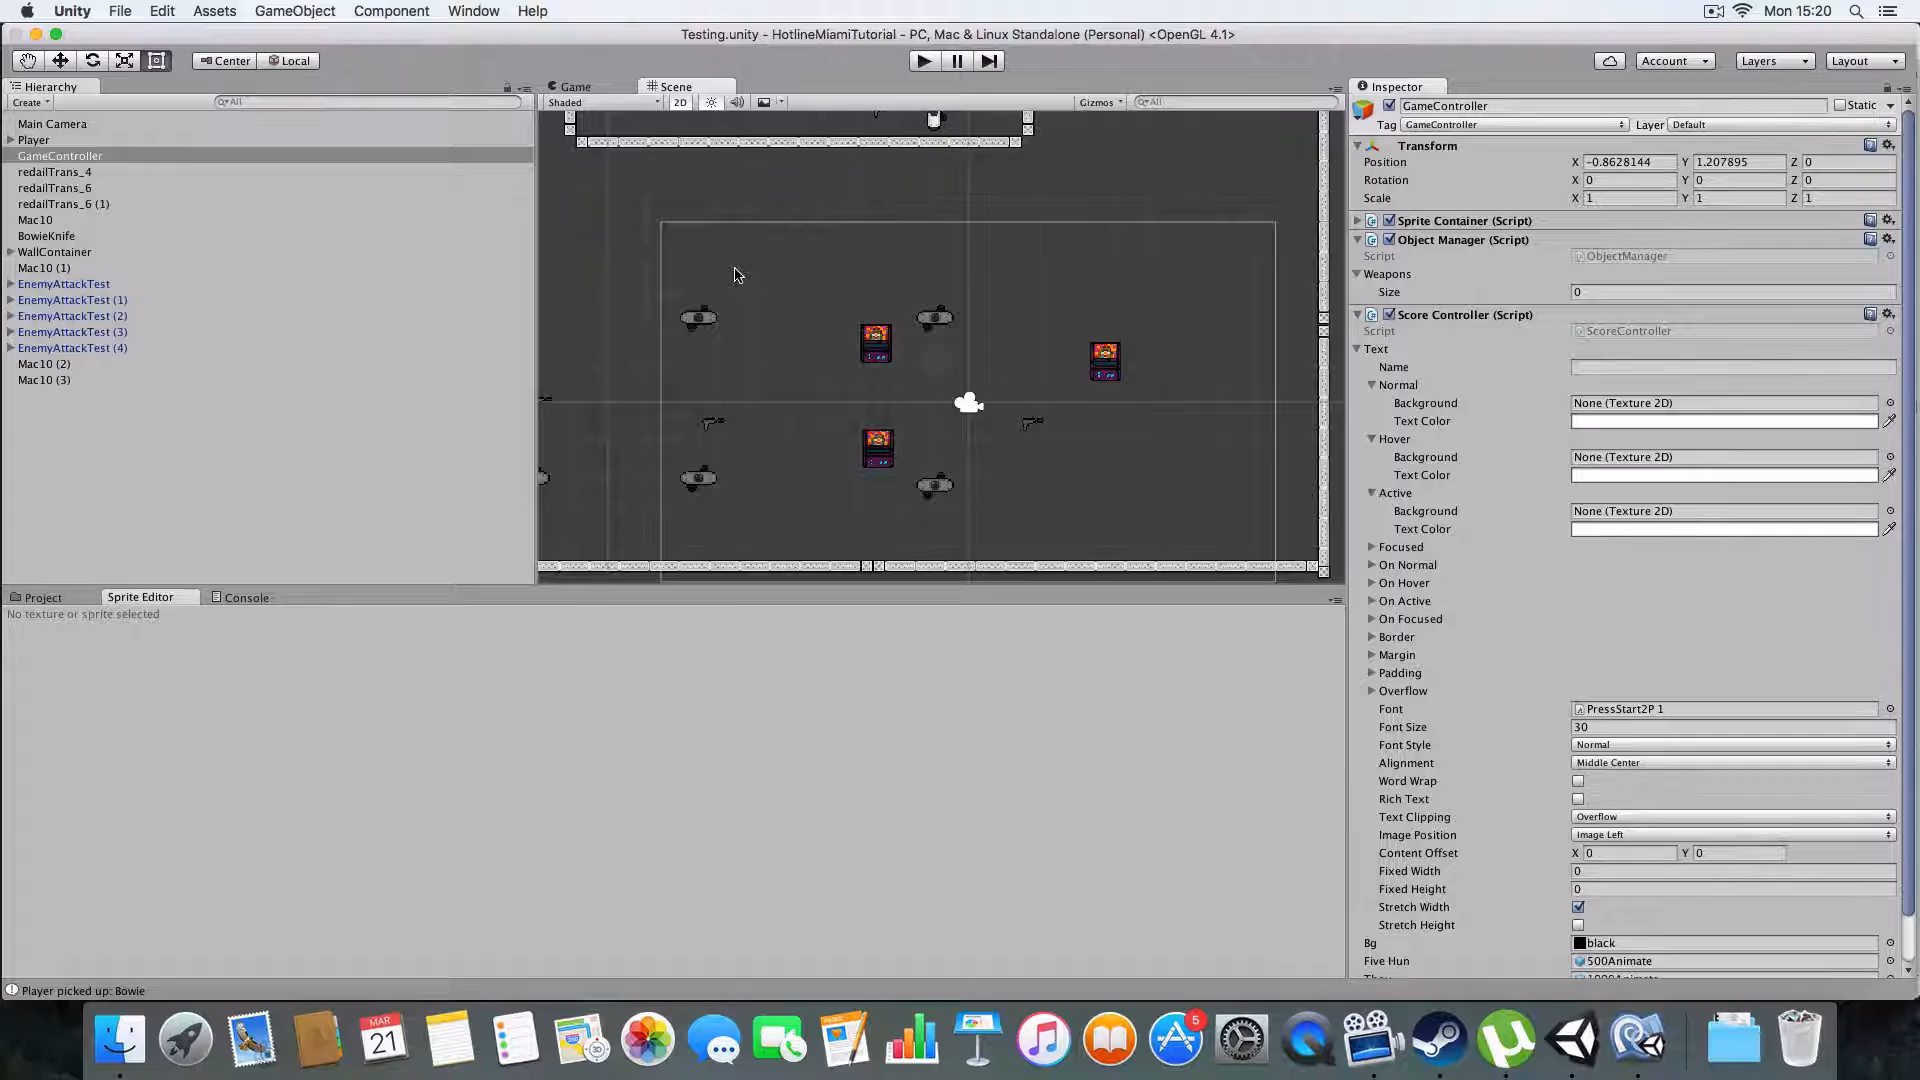 Unity File Edit Assets GameObject Component Window Help Mon 15:20
Testing.unity - HotlineMiamiTutorial - PC, Mac & Linux Standalone (Personal) <OpenGL 4.1>
Center Local Account Layers Layout
Hierarchy Game Scene Inspector
Create All Shaded 2D Gizmos All GameController Static
Tag GameController Layer Default
Main Camera
Player
GameController
redailTrans_4
redailTrans_6
redailTrans_6 (1)
Mac10
BowieKnife
WallContainer
Mac10 (1)
EnemyAttackTest
EnemyAttackTest (1)
EnemyAttackTest (2)
EnemyAttackTest (3)
EnemyAttackTest (4)
Mac10 (2)
Mac10 (3)
Transform
Position X -0.8628144 Y 1.207895 Z 0
Rotation X 0 Y 0 Z 0
Scale X 1 Y 1 Z 1
Sprite Container (Script)
Object Manager (Script)
Script ObjectManager
Weapons
Size 0
Score Controller (Script)
Script ScoreController
Text
Name
Normal
Background None (Texture 2D)
Text Color
Hover
Background None (Texture 2D)
Text Color
Active
Background None (Texture 2D)
Text Color
Focused
On Normal
On Hover
On Active
On Focused
Border
Margin
Padding
Overflow
Font PressStart2P 1
Font Size 30
Font Style Normal
Alignment Middle Center
Word Wrap
Rich Text
Text Clipping Overflow
Image Position Image Left
Content Offset X 0 Y 0
Fixed Width 0
Fixed Height 0
Stretch Width
Stretch Height
Bg black
Five Hun 500Animate
Project Sprite Editor Console
No texture or sprite selected
Player picked up: Bowie
MAR
21
3D
5